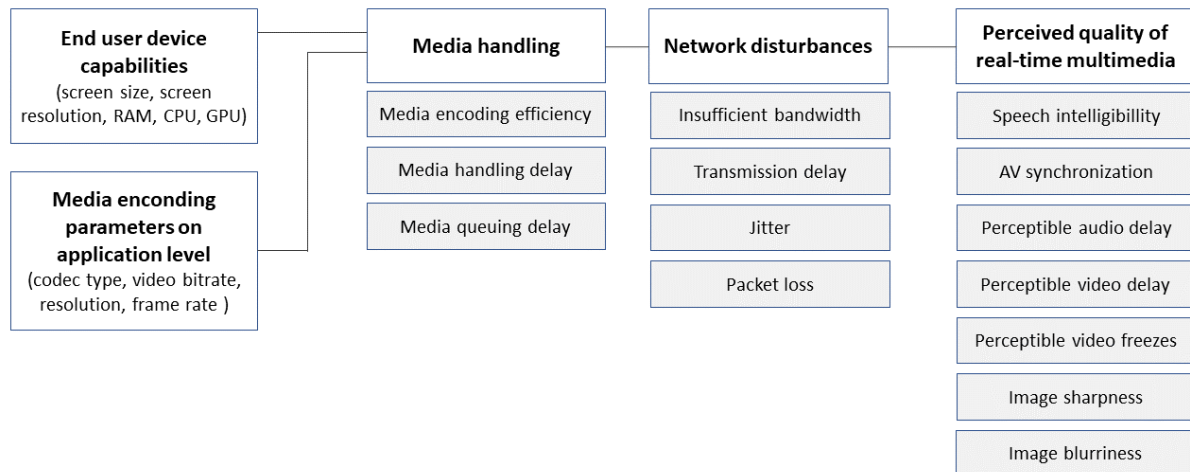 End user device
capabilities
(screen size, screen
resolution, RAM, CPU, GPU)
Media enconding
parameters on
application level
(codec type, video bitrate,
resolution, frame rate )
Media handling
Media encoding efficiency
Media handling delay
Media queuing delay
Network disturbances
Insufficient bandwidth
Transmission delay
Jitter
Packet loss
Perceived quality of
real-time multimedia
Speech intelligibillity
AV synchronization
Perceptible audio delay
Perceptible video delay
Perceptible video freezes
Image sharpness
Image blurriness